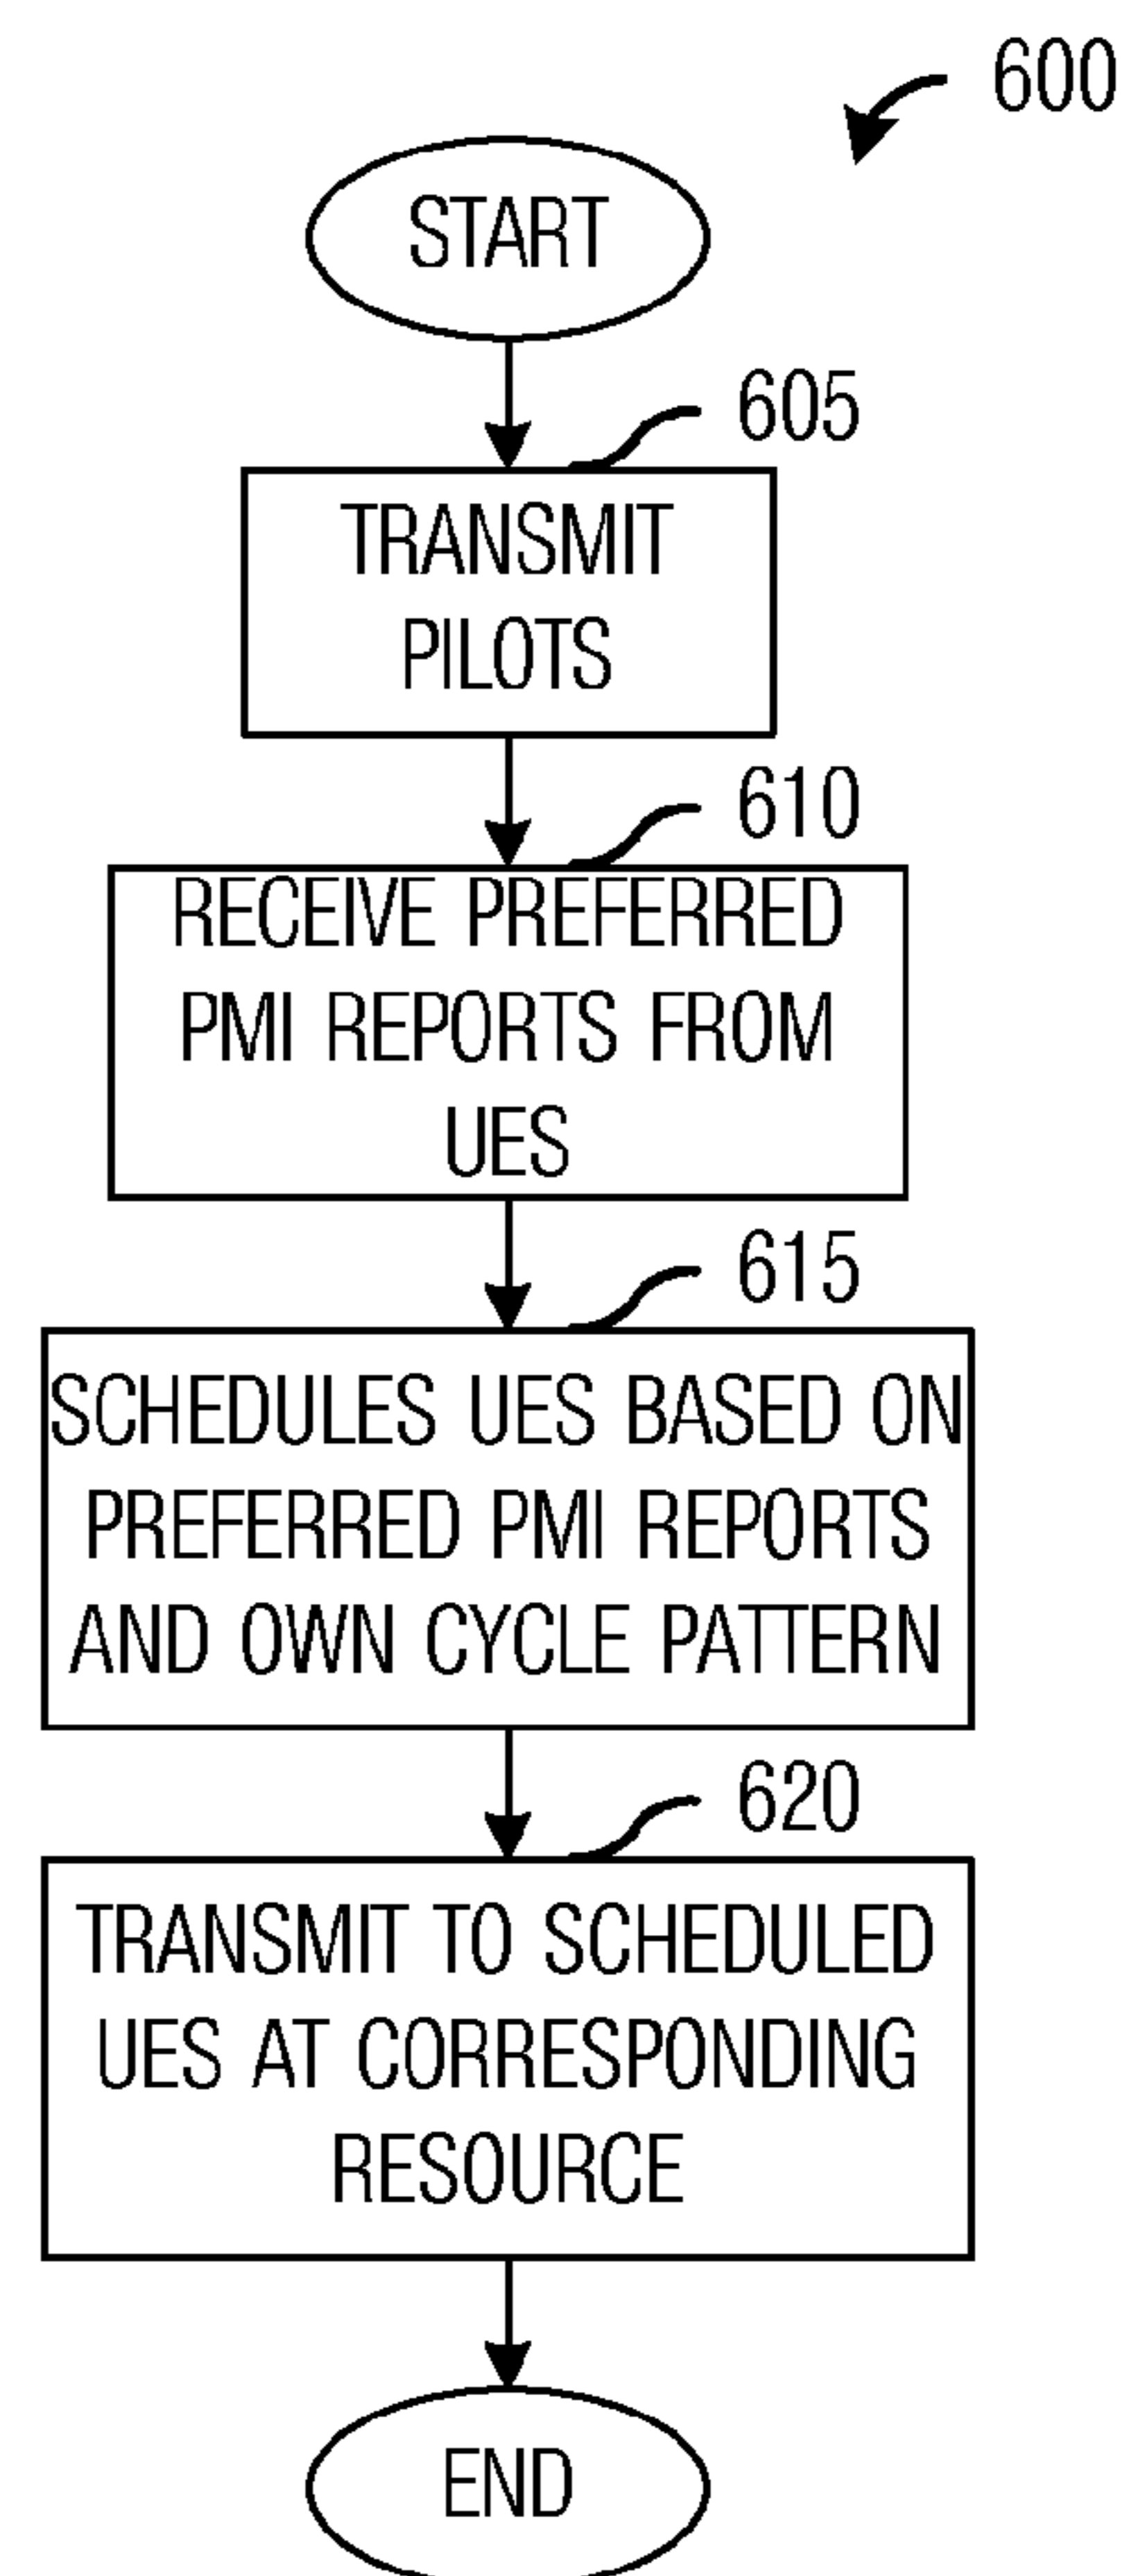 600
START
605
TRANSMIT
PILOTS
610
RECEIVE PREFERRED
PMI REPORTS FROM
UES
615
SCHEDULES UES BASED ON
PREFERRED PMI REPORTS
AND OWN CYCLE PATTERN
620
TRANSMIT TO SCHEDULED
UES AT CORRESPONDING
RESOURCE
END